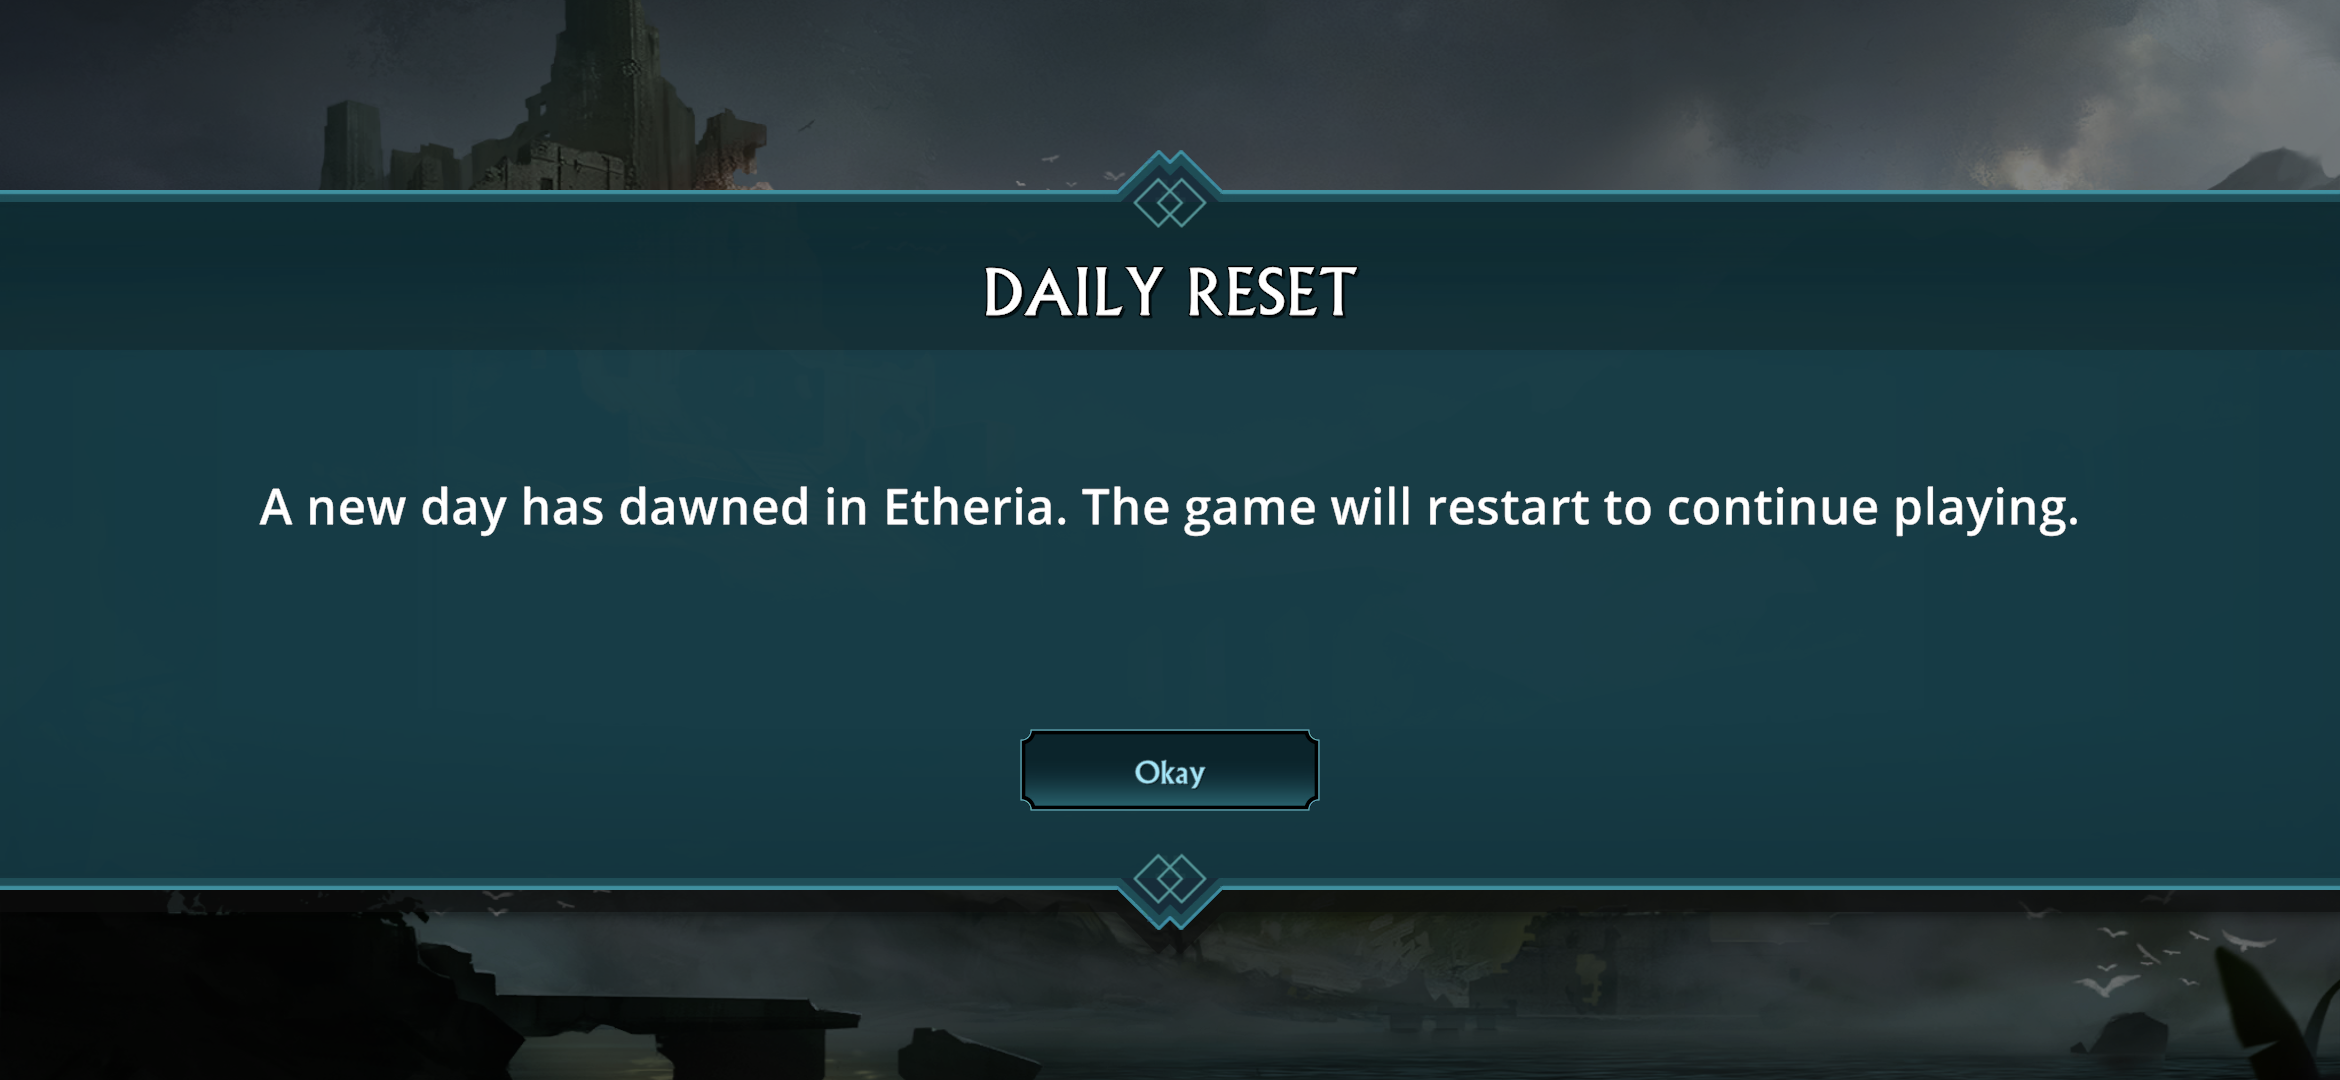 DAILY RESET
A new day has dawned in Etheria. The game will restart to continue playing.
Okay